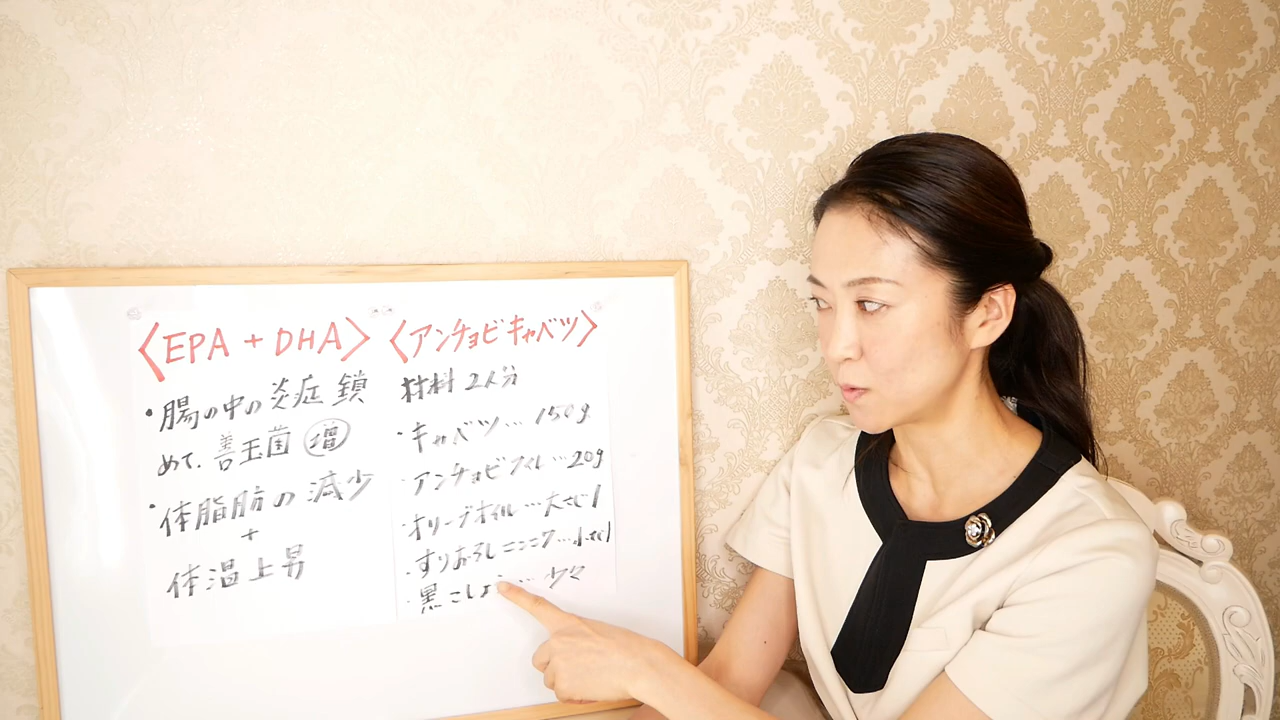 〈EPA + DHA〉
・腸の中の炎症鎮
めて、善玉菌 増
・体脂肪の減少
+
体温上昇
〈アンチョビキャベツ〉
材料 2人分
・キャベツ… 150g
・アンチョビフィレ…20g
・オリーブオイル…大さじ1
・すりおろしニンニク…小さじ1
・黒こしょう… 少々